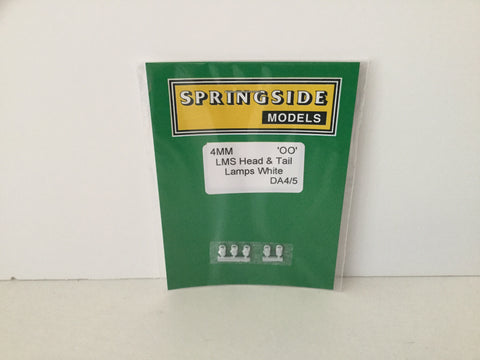 SPRINGSIDE
MODELS
4MM 'OO'
LMS Head & Tail
Lamps White
DA4/5